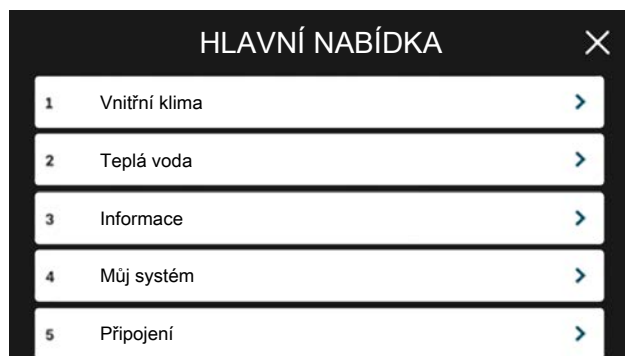 HLAVNÍ NABÍDKA
1 Vnitřní klima
2 Teplá voda
3 Informace
4 Můj systém
5 Připojení